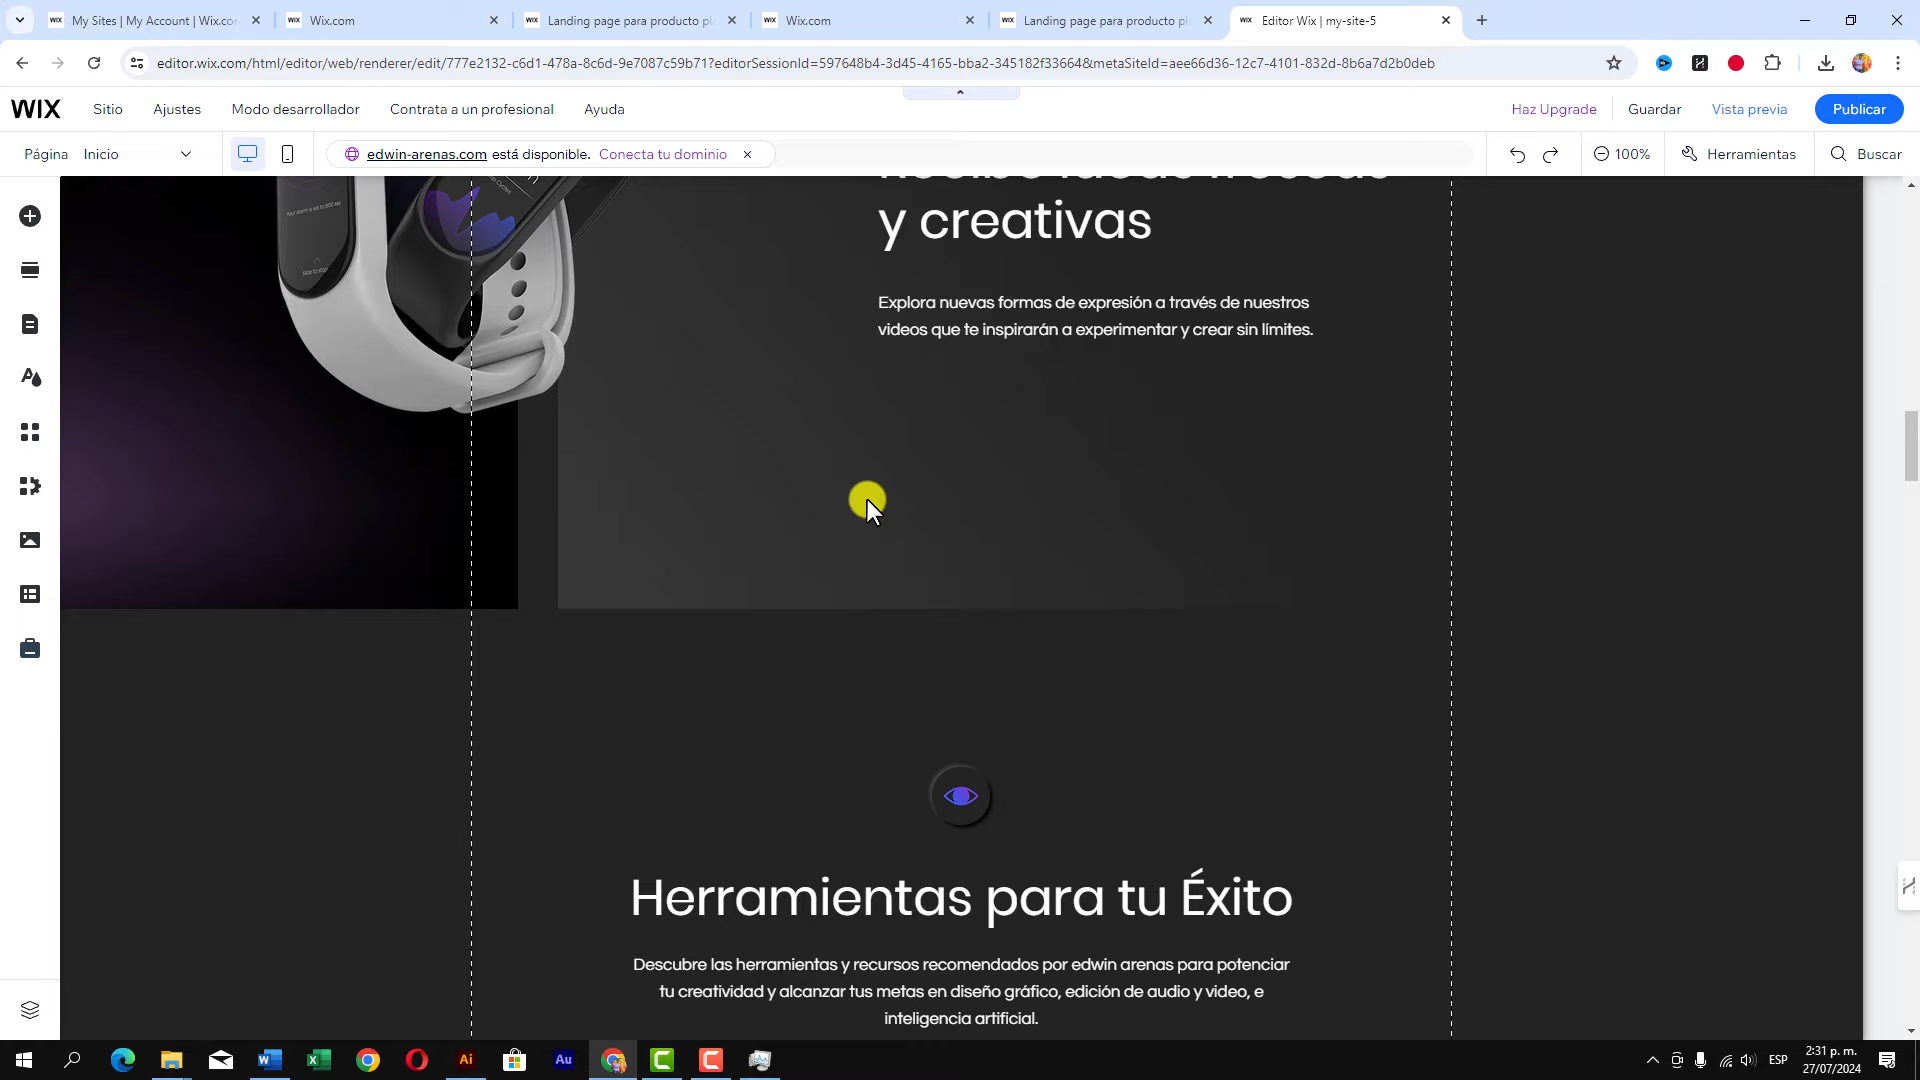 My Sites | My Account | Wix.co
Wix.com
Landing page para producto pl
Wix.com
Landing page para producto pl
Editor Wix | my-site-5
editor.wix.com/html/editor/web/renderer/edit/777e2132-c6d1-478a-8c6d-9e7087c59b71?editorSessionId=597648b4-3d45-4165-bba2-345182f33664&metaSiteId=aee66d36-12c7-4101-832d-8b6a7d2b0deb
WIX
Sitio
Ajustes
Modo desarrollador
Contrata a un profesional
Ayuda
Haz Upgrade
Guardar
Vista previa
Publicar
Página Inicio
edwin-arenas.com está disponible. Conecta tu dominio
100%
Herramientas
Buscar
Recibe ideas frescas
y creativas
Explora nuevas formas de expresión a través de nuestros
videos que te inspirarán a experimentar y crear sin límites.
Herramientas para tu Éxito
Descubre las herramientas y recursos recomendados por edwin arenas para potenciar
tu creatividad y alcanzar tus metas en diseño gráfico, edición de audio y video, e
inteligencia artificial.
ESP
2:31 p. m.
27/07/2024